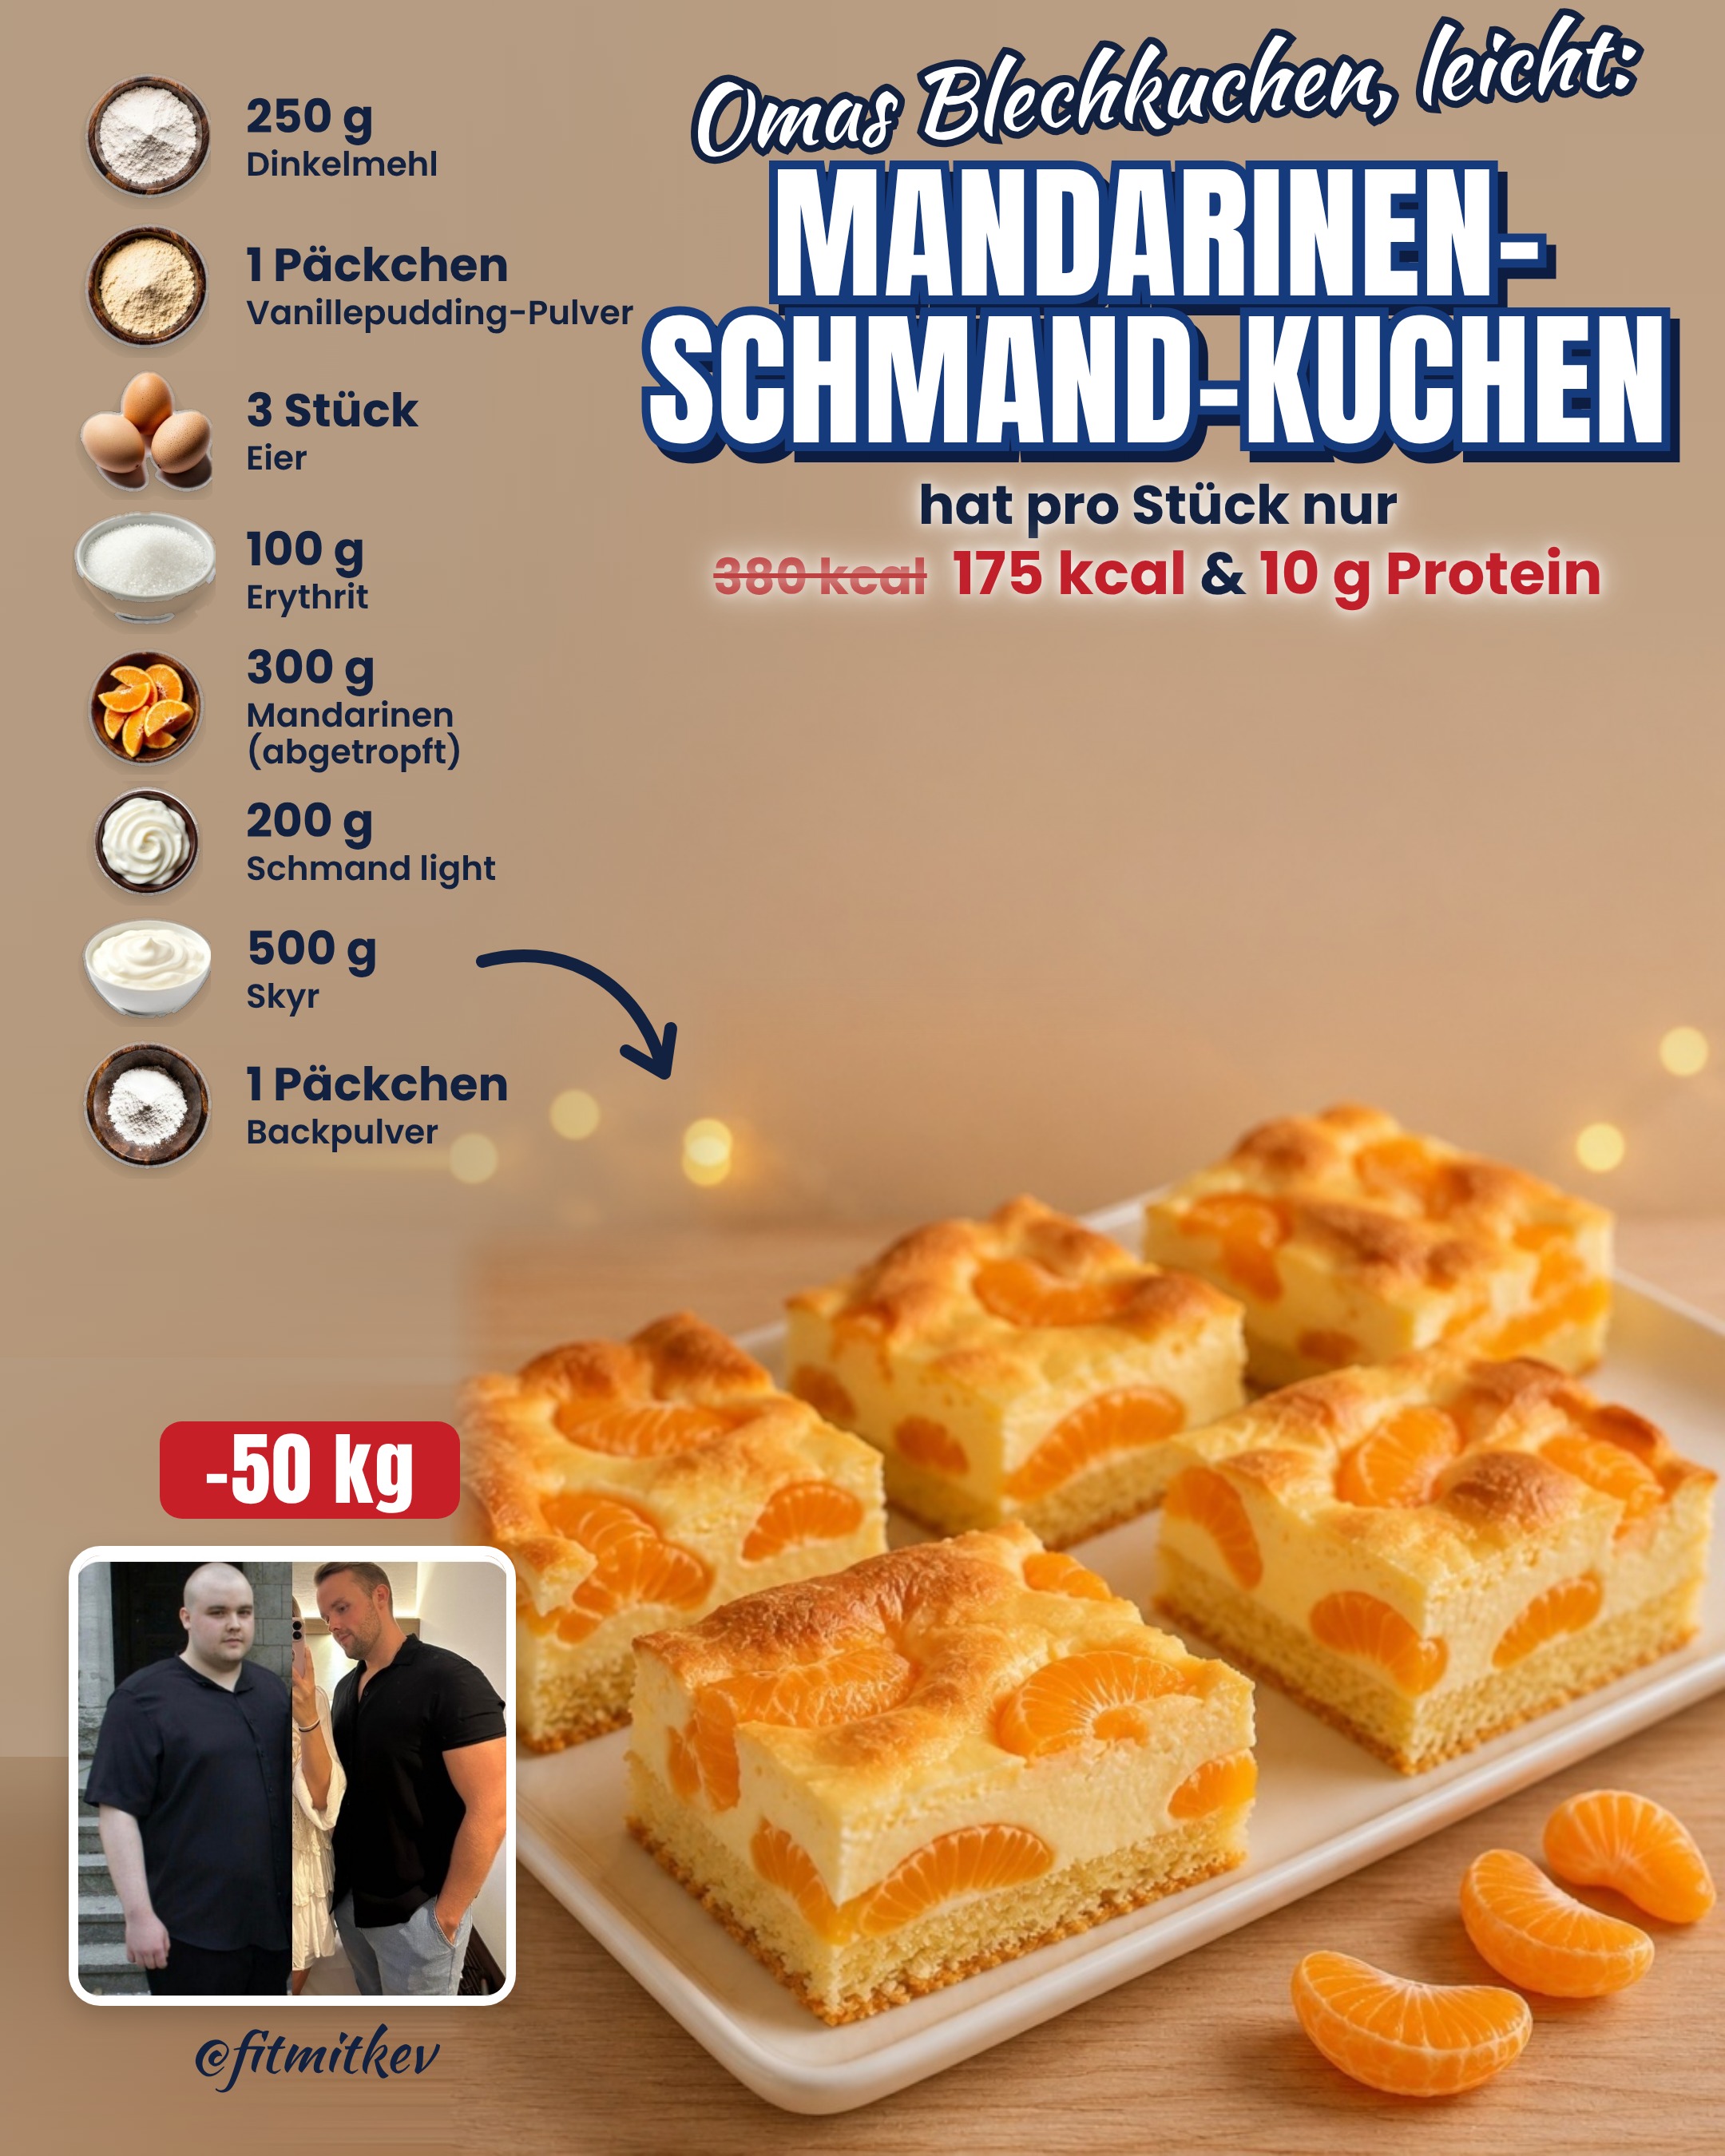 Omas Blechkuchen, leicht:
MANDARINEN-
SCHMAND-KUCHEN
hat pro Stück nur
380 kcal 175 kcal & 10 g Protein
250 g
Dinkelmehl
1 Päckchen
Vanillepudding-Pulver
3 Stück
Eier
100 g
Erythrit
300 g
Mandarinen
(abgetropft)
200 g
Schmand light
500 g
Skyr
1 Päckchen
Backpulver
-50 kg
@fitmitkev